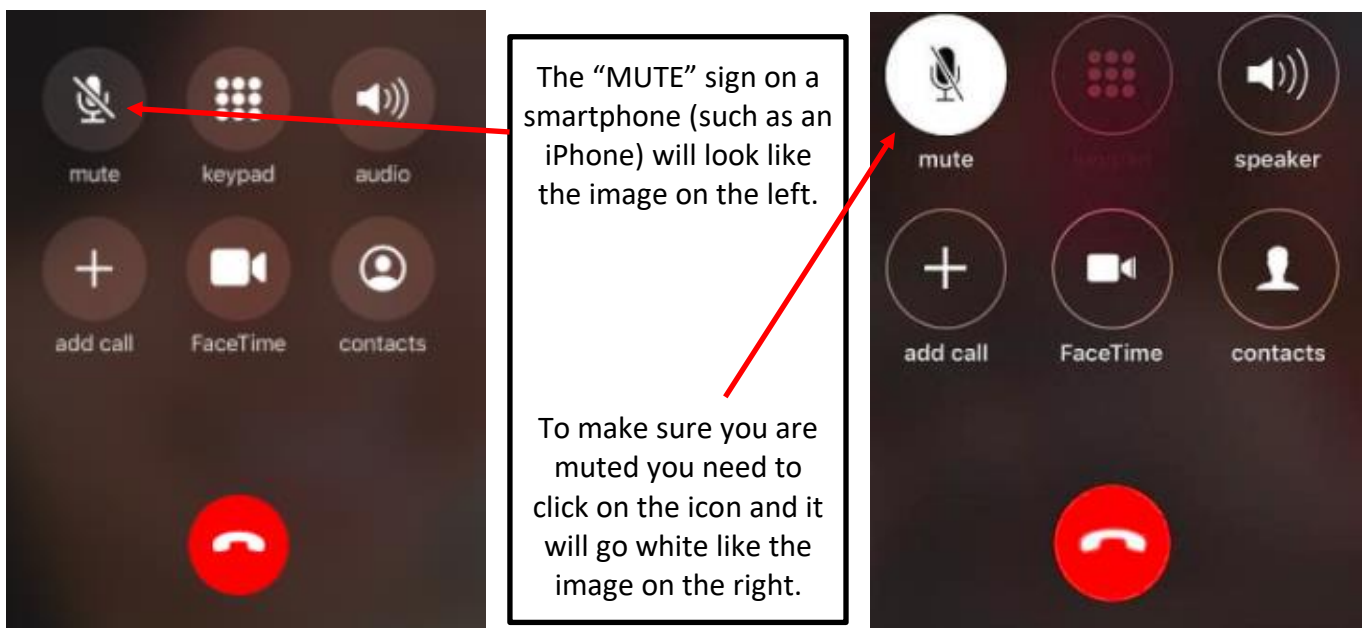 mute keypad audio
add call FaceTime contacts
The “MUTE” sign on a
smartphone (such as an
iPhone) will look like
the image on the left.
To make sure you are
muted you need to
click on the icon and it
will go white like the
image on the right.
mute speaker
add call FaceTime contacts